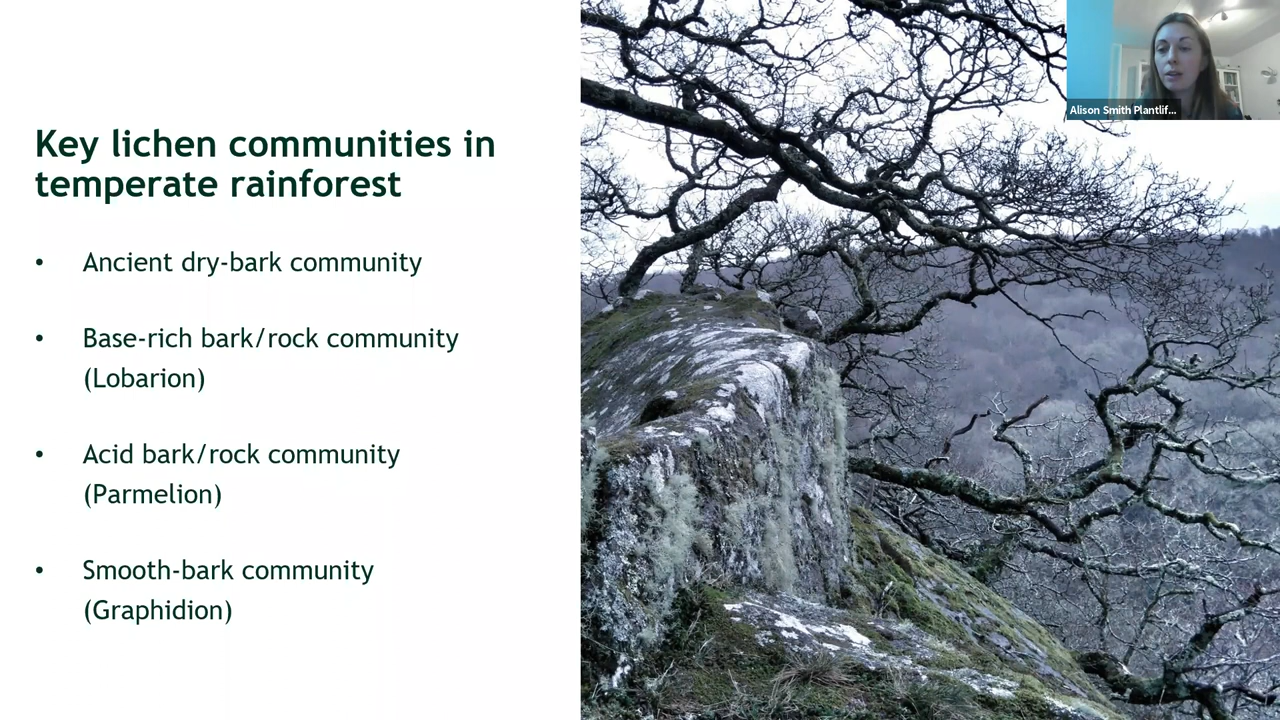 Key lichen communities in
temperate rainforest
• Ancient dry-bark community
• Base-rich bark/rock community
(Lobarion)
• Acid bark/rock community
(Parmelion)
• Smooth-bark community
(Graphidion)
Alison Smith Plantlif...